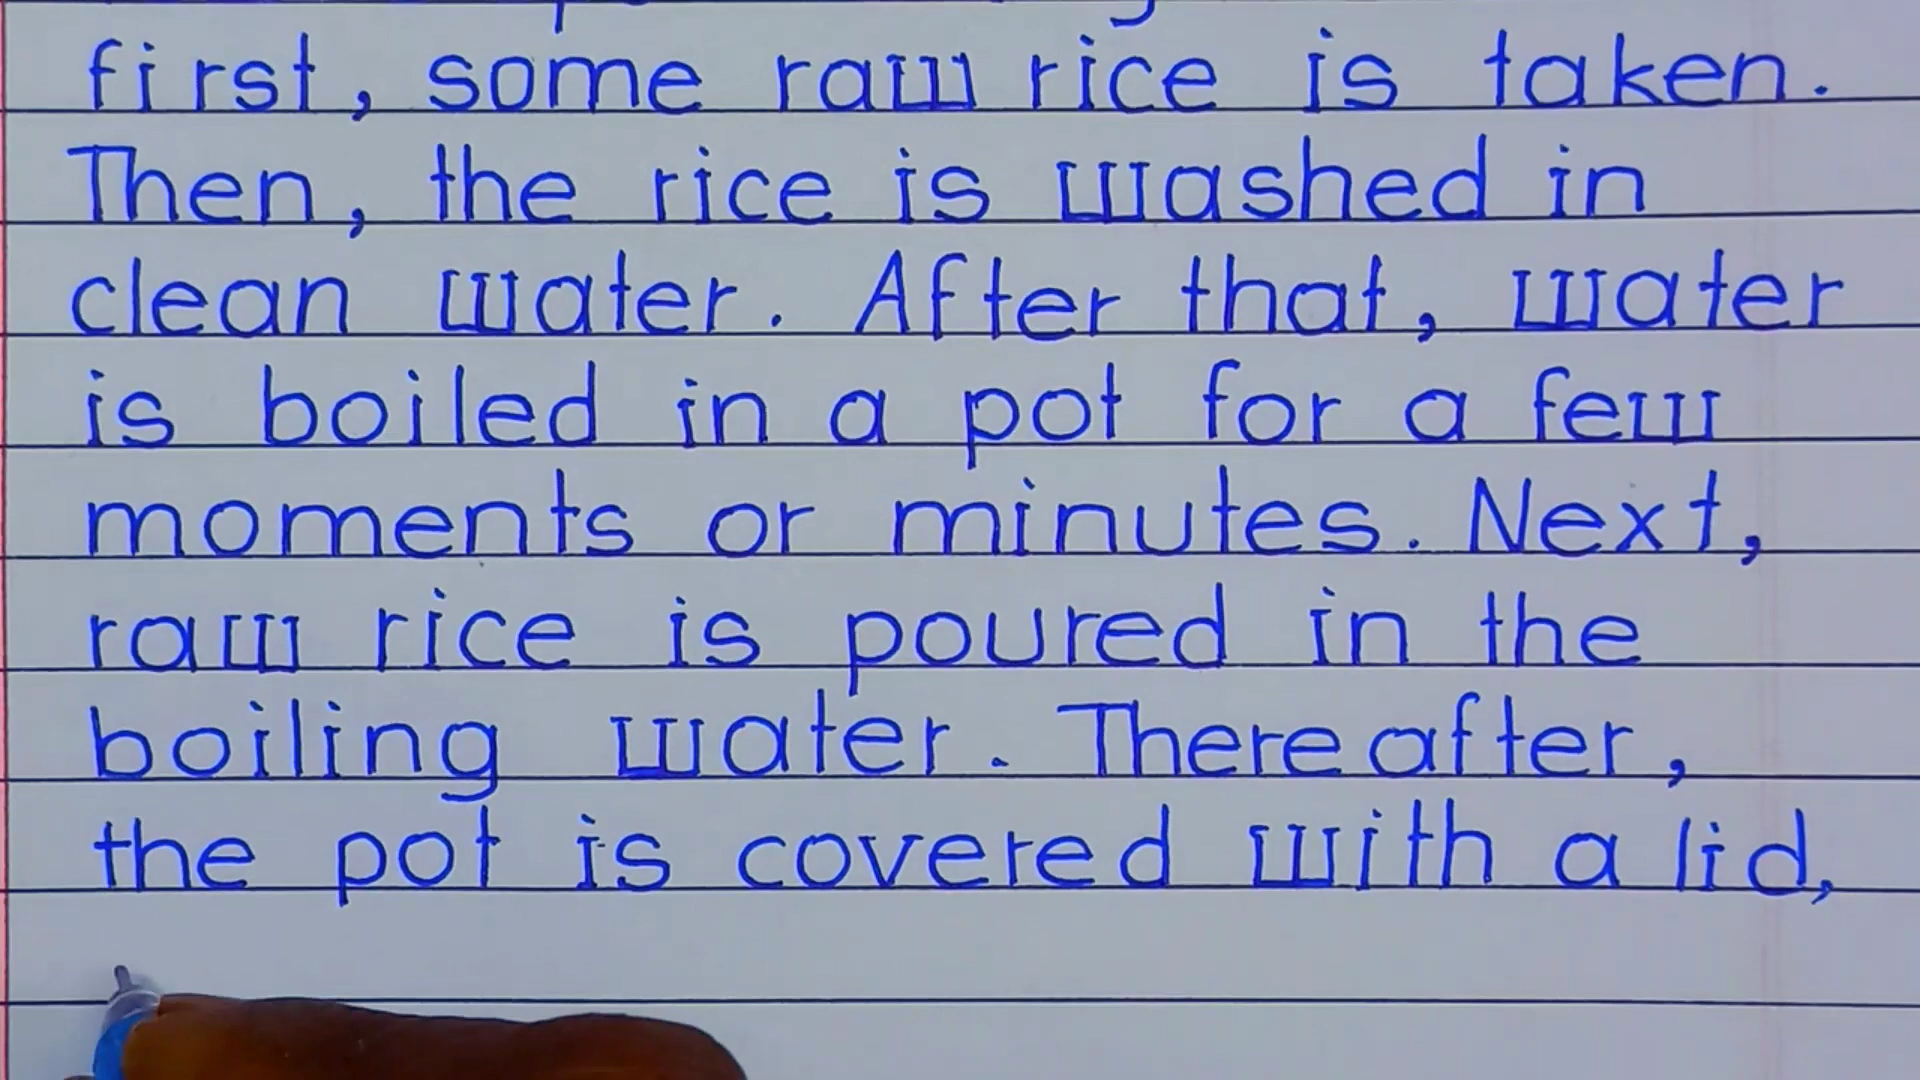 first, some raw rice is taken.
Then, the rice is washed in
clean water. After that, water
is boiled in a pot for a few
moments or minutes. Next,
raw rice is poured in the
boiling water. Thereafter,
the pot is covered with a lid,